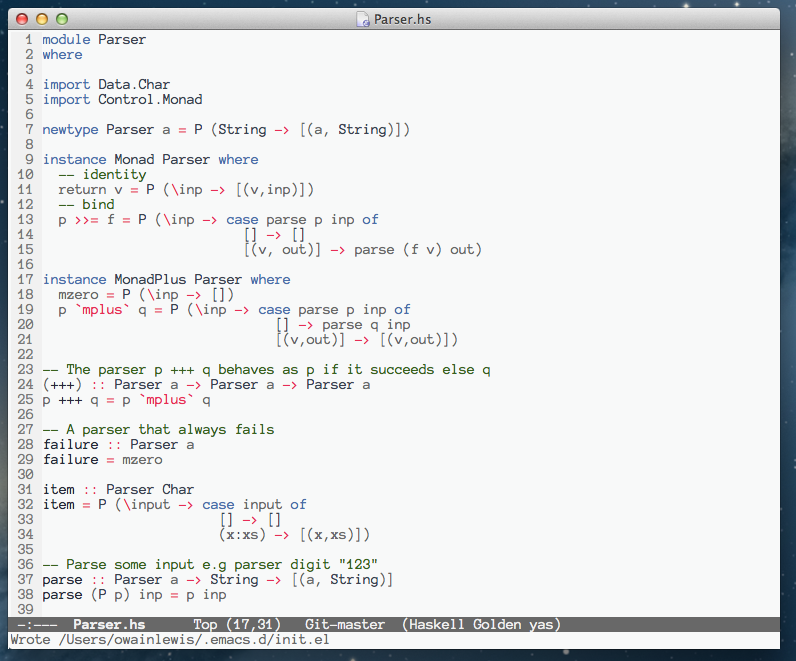 Parser.hs
1 module Parser
2 where
3
4 import Data.Char
5 import Control.Monad
6
7 newtype Parser a = P (String -> [(a, String)])
8
9 instance Monad Parser where
10   -- identity
11   return v = P (\inp -> [(v,inp)])
12   -- bind
13   p >>= f = P (\inp -> case parse p inp of
14                          [] -> []
15                          [(v, out)] -> parse (f v) out)
16
17 instance MonadPlus Parser where
18   mzero = P (\inp -> [])
19   p `mplus` q = P (\inp -> case parse p inp of
20                              [] -> parse q inp
21                              [(v,out)] -> [(v,out)])
22
23 -- The parser p +++ q behaves as p if it succeeds else q
24 (+++) :: Parser a -> Parser a -> Parser a
25 p +++ q = p `mplus` q
26
27 -- A parser that always fails
28 failure :: Parser a
29 failure = mzero
30
31 item :: Parser Char
32 item = P (\input -> case input of
33                       [] -> []
34                       (x:xs) -> [(x,xs)])
35
36 -- Parse some input e.g parser digit "123"
37 parse :: Parser a -> String -> [(a, String)]
38 parse (P p) inp = p inp
39
-:---  Parser.hs      Top (17,31)   Git-master  (Haskell Golden yas)
Wrote /Users/owainlewis/.emacs.d/init.el